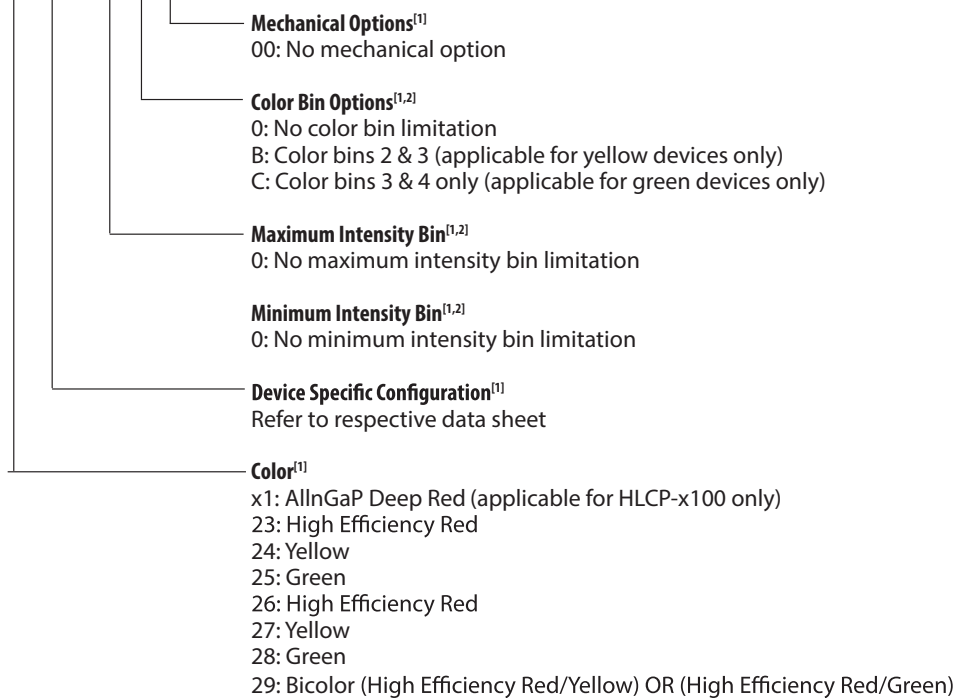 Mechanical Options[1]
00: No mechanical option
Color Bin Options[1,2]
0: No color bin limitation
B: Color bins 2 & 3 (applicable for yellow devices only)
C: Color bins 3 & 4 only (applicable for green devices only)
Maximum Intensity Bin[1,2]
0: No maximum intensity bin limitation
Minimum Intensity Bin[1,2]
0: No minimum intensity bin limitation
Device Specific Configuration[1]
Refer to respective data sheet
Color[1]
x1: AlInGaP Deep Red (applicable for HLCP-x100 only)
23: High Efficiency Red
24: Yellow
25: Green
26: High Efficiency Red
27: Yellow
28: Green
29: Bicolor (High Efficiency Red/Yellow) OR (High Efficiency Red/Green)